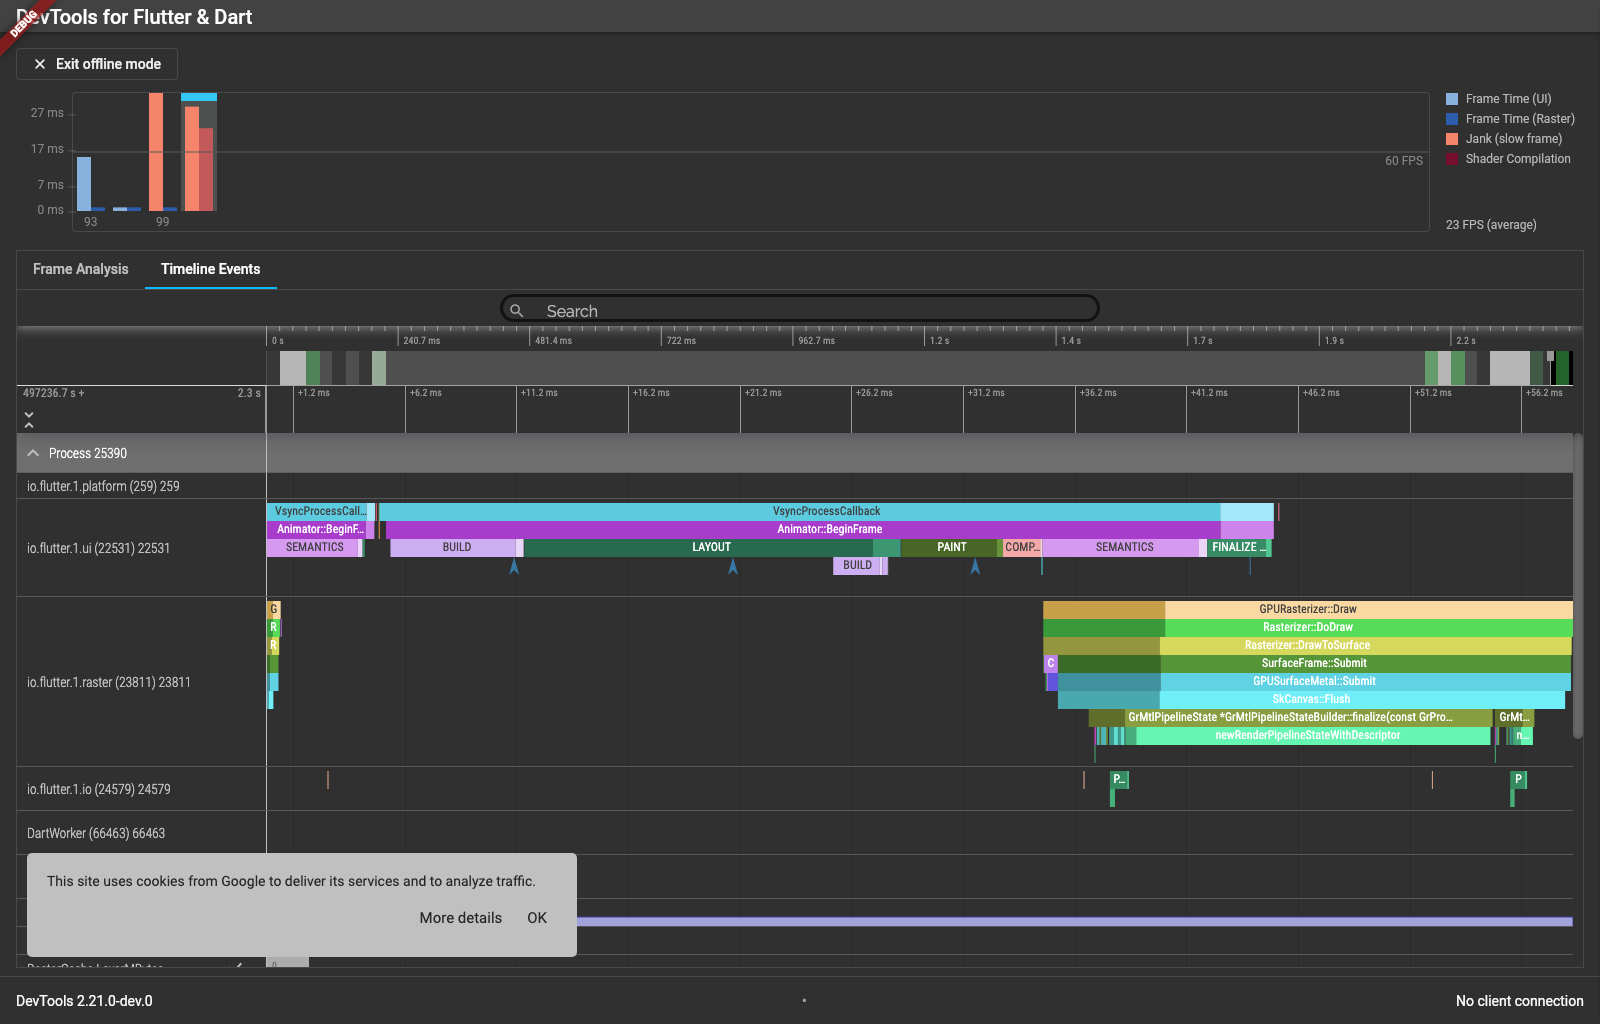 DevTools for Flutter & Dart
DEBUG
Exit offline mode
27 ms
17 ms
7 ms
0 ms
93
99
60 FPS
Frame Time (UI)
Frame Time (Raster)
Jank (slow frame)
Shader Compilation
23 FPS (average)
Frame Analysis
Timeline Events
Search
0 s
240.7 ms
481.4 ms
722 ms
962.7 ms
1.2 s
1.4 s
1.7 s
1.9 s
2.2 s
497236.7 s +
2.3 s
+1.2 ms
+6.2 ms
+11.2 ms
+16.2 ms
+21.2 ms
+26.2 ms
+31.2 ms
+36.2 ms
+41.2 ms
+46.2 ms
+51.2 ms
+56.2 ms
Process 25390
io.flutter.1.platform (259) 259
io.flutter.1.ui (22531) 22531
VsyncProcessCall...
VsyncProcessCallback
Animator::BeginF...
Animator::BeginFrame
SEMANTICS
BUILD
LAYOUT
PAINT
COMP...
SEMANTICS
FINALIZE ...
BUILD
io.flutter.1.raster (23811) 23811
G
GPURasterizer::Draw
R
Rasterizer::DoDraw
R
Rasterizer::DrawToSurface
C
SurfaceFrame::Submit
GPUSurfaceMetal::Submit
SkCanvas::Flush
GrMtlPipelineState *GrMtlPipelineStateBuilder::finalize(const GrPro...
GrMt...
newRenderPipelineStateWithDescriptor
n...
io.flutter.1.io (24579) 24579
P...
P
DartWorker (66463) 66463
This site uses cookies from Google to deliver its services and to analyze traffic.
More details
OK
0
DevTools 2.21.0-dev.0
No client connection